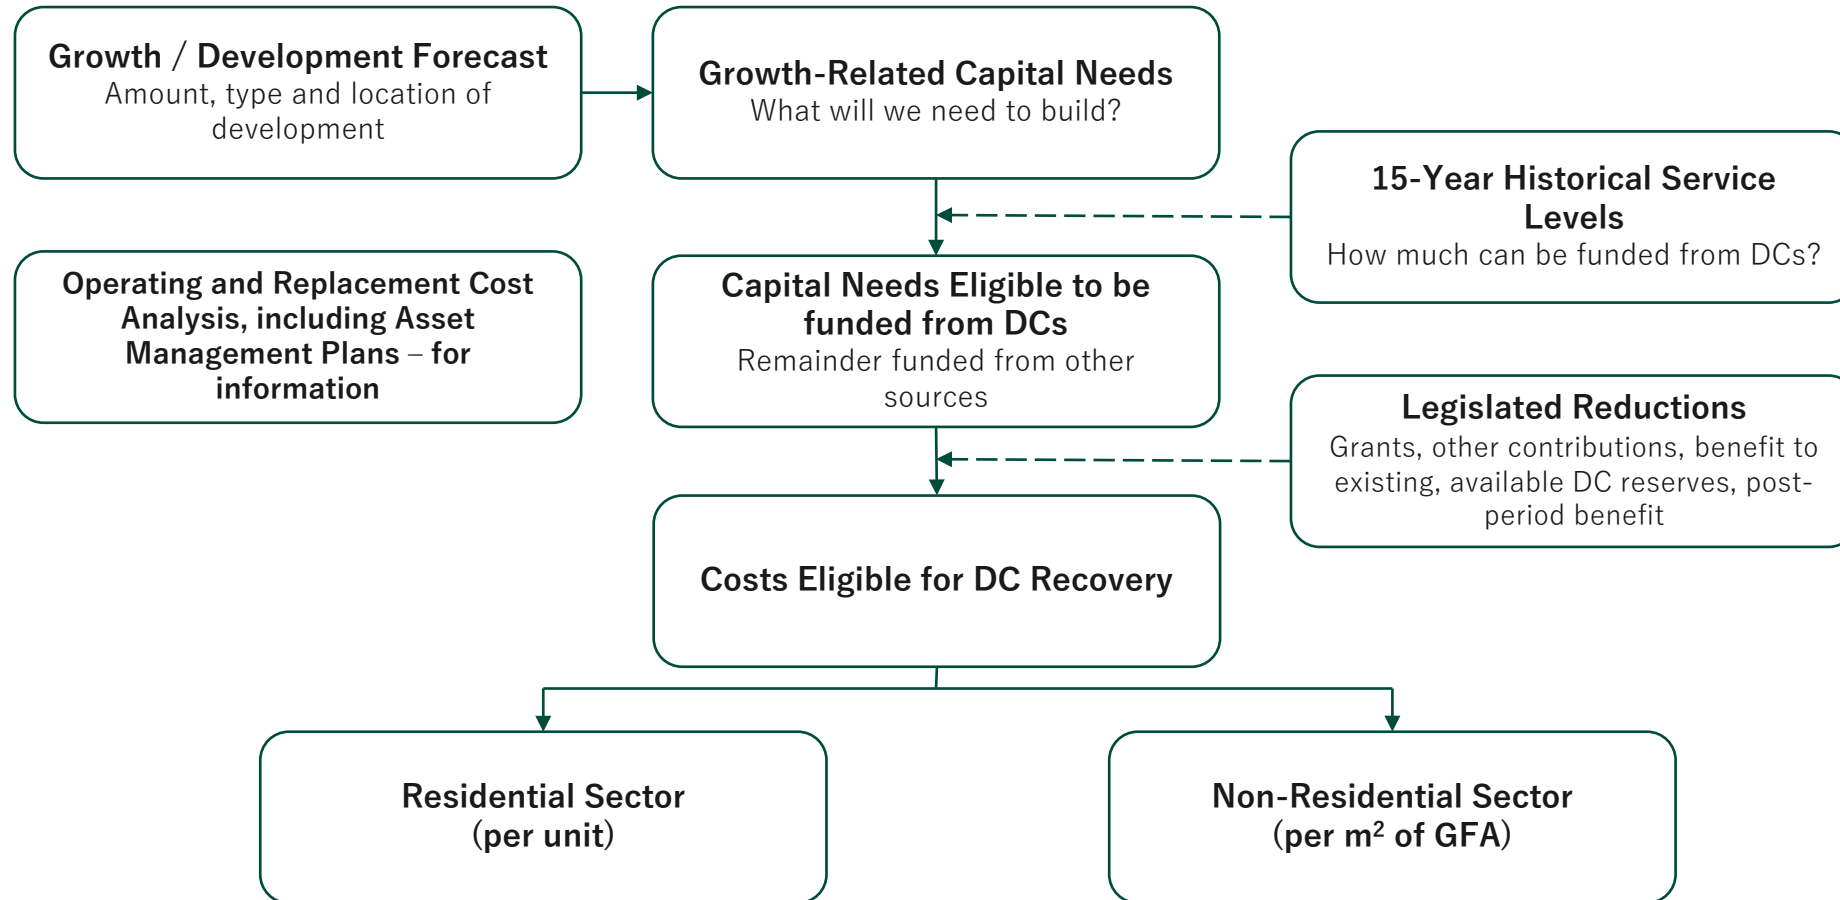 Growth / Development Forecast
Amount, type and location of
development
Growth-Related Capital Needs
What will we need to build?
15-Year Historical Service
Levels
How much can be funded from DCs?
Operating and Replacement Cost
Analysis, including Asset
Management Plans – for
information
Capital Needs Eligible to be
funded from DCs
Remainder funded from other
sources
Legislated Reductions
Grants, other contributions, benefit to
existing, available DC reserves, post-
period benefit
Costs Eligible for DC Recovery
Residential Sector
(per unit)
Non-Residential Sector
(per m² of GFA)